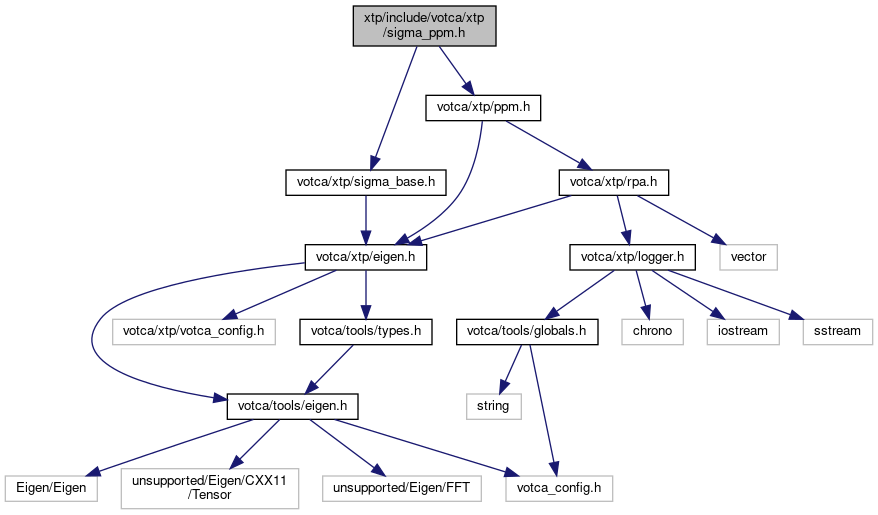 xtp/include/votca/xtp
/sigma_ppm.h
votca/xtp/ppm.h
votca/xtp/sigma_base.h
votca/xtp/rpa.h
votca/xtp/eigen.h
votca/xtp/logger.h
vector
votca/xtp/votca_config.h
votca/tools/types.h
votca/tools/globals.h
chrono
iostream
sstream
votca/tools/eigen.h
string
Eigen/Eigen
unsupported/Eigen/CXX11
/Tensor
unsupported/Eigen/FFT
votca_config.h